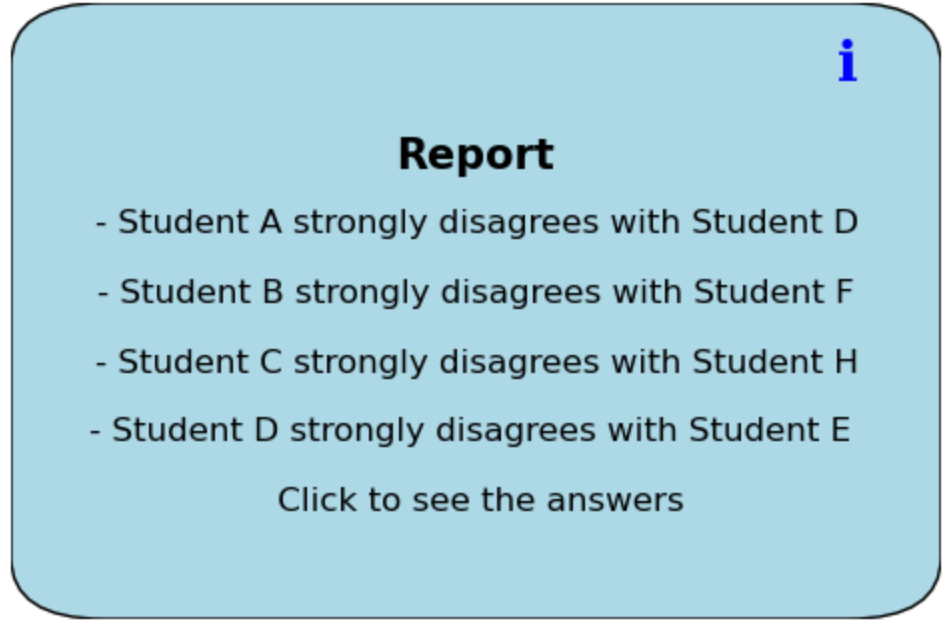 i
Report
- Student A strongly disagrees with Student D
- Student B strongly disagrees with Student F
- Student C strongly disagrees with Student H
- Student D strongly disagrees with Student E
Click to see the answers